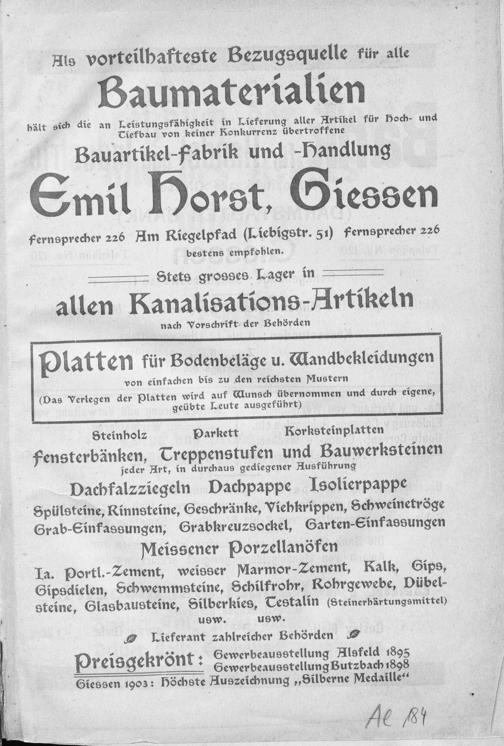 Als vorteilhafteste Bezugsquelle für alle
Baumaterialien
hält sich die an Leistungsfähigkeit in Lieferung aller Artikel für Hoch- und
Tiefbau von keiner Konkurrenz übertroffene
Bauartikel-Fabrik und -Handlung
Emil Horst, Giessen
Fernsprecher 226 Am Riegelpfad (Liebigstr. 51) Fernsprecher 226
bestens empfohlen.
Stets grosses Lager in
allen Kanalisations-Artikeln
nach Vorschrift der Behörden
Platten für Bodenbeläge u. Wandbekleidungen
von einfachen bis zu den reichsten Mustern
(Das Verlegen der Platten wird auf Wunsch übernommen und durch eigene,
geübte Leute ausgeführt)
Steinholz Parkett Korksteinplatten
Fensterbänken, Treppenstufen und Bauwerksteinen
jeder Art, in durchaus gediegener Ausführung
Dachfalzziegeln Dachpappe Isolierpappe
Spülsteine, Rinnsteine, Geschränke, Viehkrippen, Schweinetröge
Grab-Einfassungen, Grabkreuzsockel, Garten-Einfassungen
Meissener Porzellanöfen
Ia. Portl.-Zement, weisser Marmor-Zement, Kalk, Gips,
Gipsdielen, Schwemmsteine, Schilfrohr, Rohrgewebe, Dübel-
steine, Glasbausteine, Silberkies, Testalin (Steinerhärtungsmittel)
usw. usw.
Lieferant zahlreicher Behörden
Preisgekrönt: Gewerbeausstellung Alsfeld 1895
Gewerbeausstellung Butzbach 1898
Giessen 1903: Höchste Auszeichnung „Silberne Medaille“
Al 184